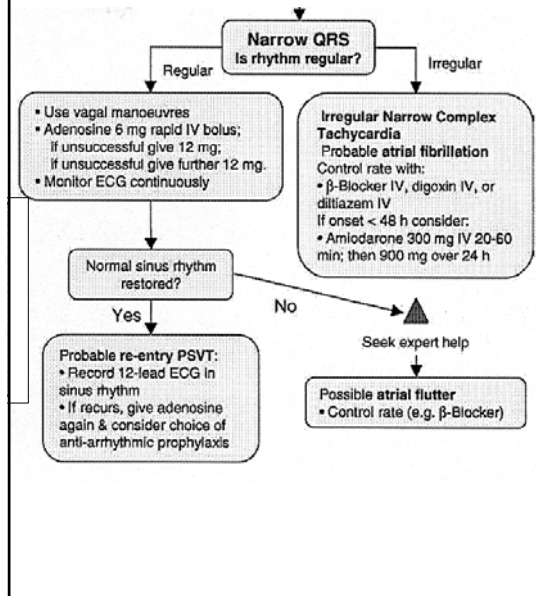 Narrow QRS
Is rhythm regular?
Regular
Irregular
• Use vagal manoeuvres
• Adenosine 6 mg rapid IV bolus;
If unsuccessful give 12 mg;
If unsuccessful give further 12 mg.
• Monitor ECG continuously
Irregular Narrow Complex
Tachycardia
Probable atrial fibrillation
Control rate with:
• β-Blocker IV, digoxin IV, or
diltiazem IV
If onset < 48 h consider:
• Amiodarone 300 mg IV 20-60
min; then 900 mg over 24 h
Normal sinus rhythm
restored?
Yes
No
Seek expert help
Probable re-entry PSVT:
• Record 12-lead ECG in
sinus rhythm
• If recurs, give adenosine
again & consider choice of
anti-arrhythmic prophylaxis
Possible atrial flutter
• Control rate (e.g. β-Blocker)